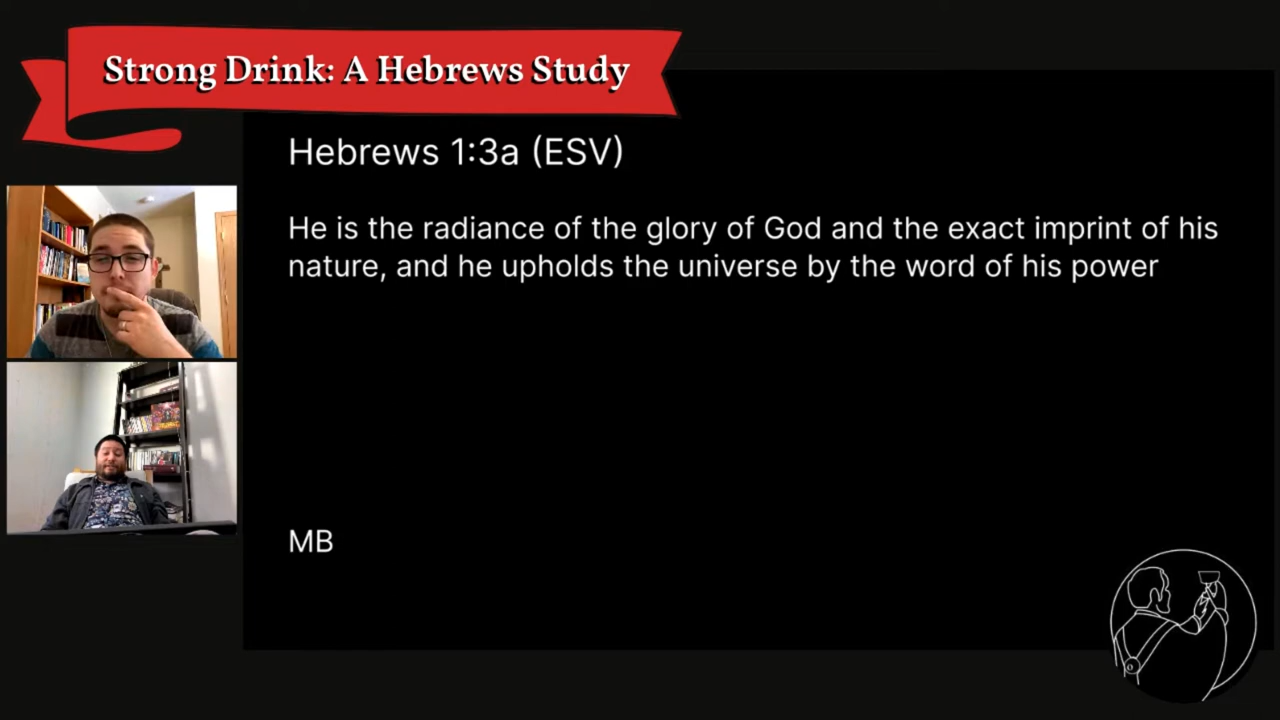 Strong Drink: A Hebrews Study
Hebrews 1:3a (ESV)
He is the radiance of the glory of God and the exact imprint of his
nature, and he upholds the universe by the word of his power
MB